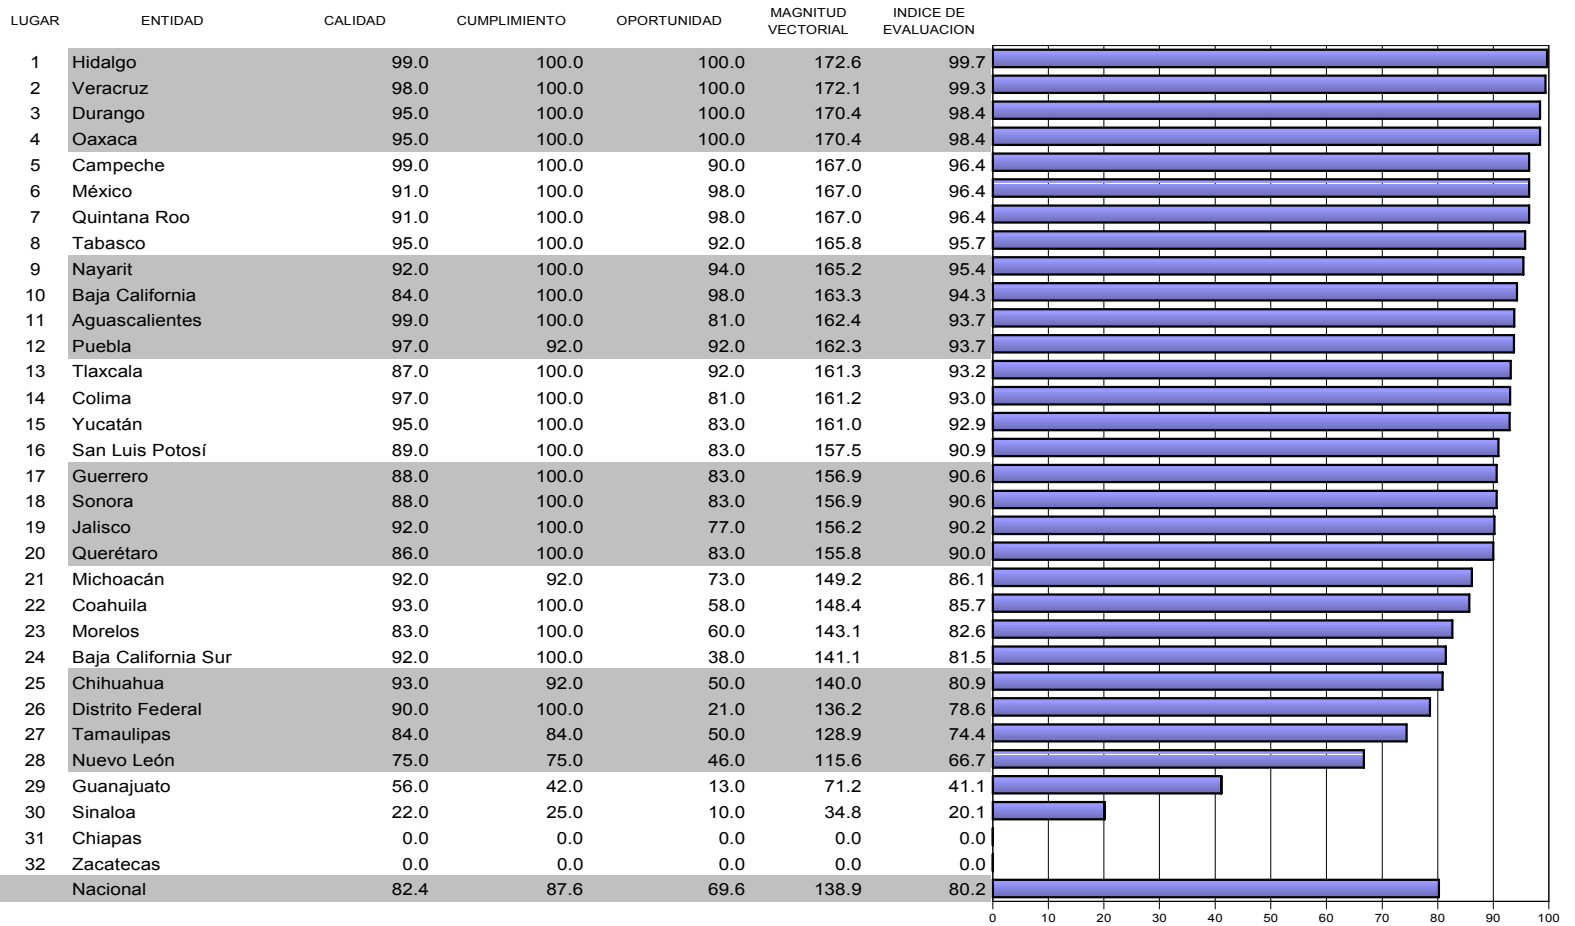 LUGAR ENTIDAD CALIDAD CUMPLIMIENTO OPORTUNIDAD MAGNITUD VECTORIAL INDICE DE EVALUACION
1 Hidalgo 99.0 100.0 100.0 172.6 99.7
2 Veracruz 98.0 100.0 100.0 172.1 99.3
3 Durango 95.0 100.0 100.0 170.4 98.4
4 Oaxaca 95.0 100.0 100.0 170.4 98.4
5 Campeche 99.0 100.0 90.0 167.0 96.4
6 México 91.0 100.0 98.0 167.0 96.4
7 Quintana Roo 91.0 100.0 98.0 167.0 96.4
8 Tabasco 95.0 100.0 92.0 165.8 95.7
9 Nayarit 92.0 100.0 94.0 165.2 95.4
10 Baja California 84.0 100.0 98.0 163.3 94.3
11 Aguascalientes 99.0 100.0 81.0 162.4 93.7
12 Puebla 97.0 92.0 92.0 162.3 93.7
13 Tlaxcala 87.0 100.0 92.0 161.3 93.2
14 Colima 97.0 100.0 81.0 161.2 93.0
15 Yucatán 95.0 100.0 83.0 161.0 92.9
16 San Luis Potosí 89.0 100.0 83.0 157.5 90.9
17 Guerrero 88.0 100.0 83.0 156.9 90.6
18 Sonora 88.0 100.0 83.0 156.9 90.6
19 Jalisco 92.0 100.0 77.0 156.2 90.2
20 Querétaro 86.0 100.0 83.0 155.8 90.0
21 Michoacán 92.0 92.0 73.0 149.2 86.1
22 Coahuila 93.0 100.0 58.0 148.4 85.7
23 Morelos 83.0 100.0 60.0 143.1 82.6
24 Baja California Sur 92.0 100.0 38.0 141.1 81.5
25 Chihuahua 93.0 92.0 50.0 140.0 80.9
26 Distrito Federal 90.0 100.0 21.0 136.2 78.6
27 Tamaulipas 84.0 84.0 50.0 128.9 74.4
28 Nuevo León 75.0 75.0 46.0 115.6 66.7
29 Guanajuato 56.0 42.0 13.0 71.2 41.1
30 Sinaloa 22.0 25.0 10.0 34.8 20.1
31 Chiapas 0.0 0.0 0.0 0.0 0.0
32 Zacatecas 0.0 0.0 0.0 0.0 0.0
Nacional 82.4 87.6 69.6 138.9 80.2
0 10 20 30 40 50 60 70 80 90 100